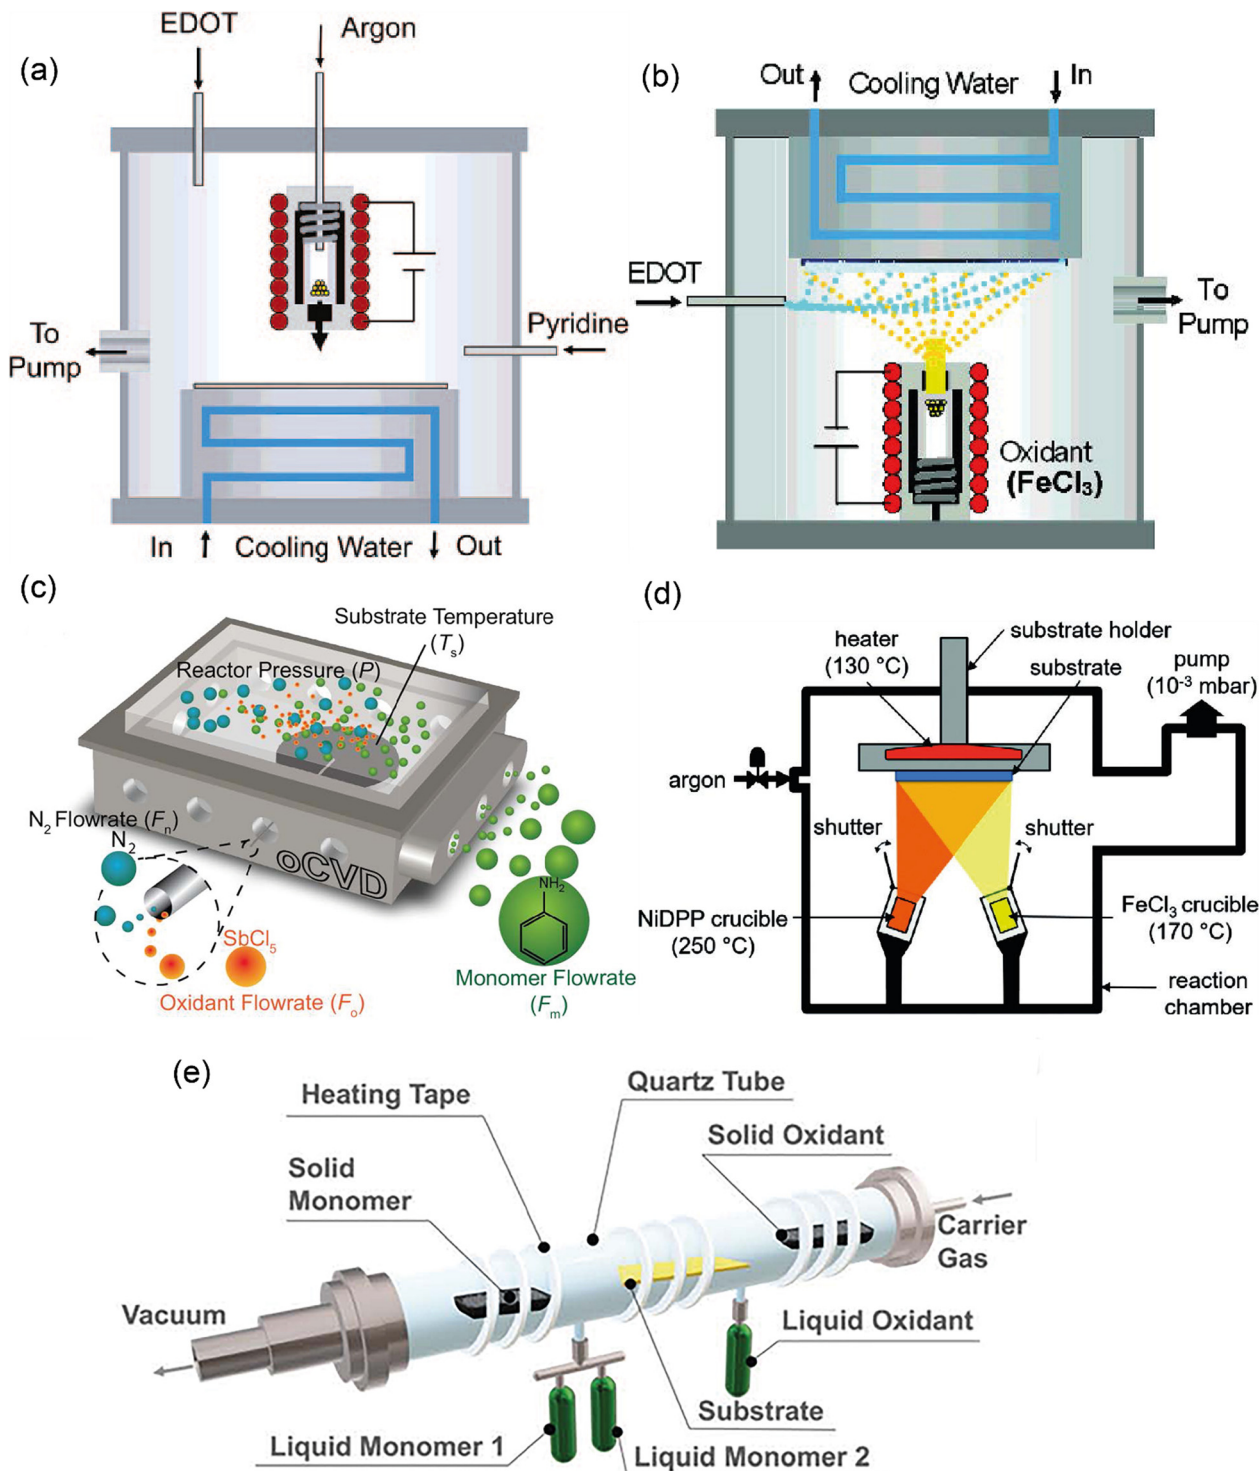 (a)
EDOT
Argon
To
Pump
Pyridine
In
Cooling Water
Out
(b)
Out
Cooling Water
In
EDOT
To
Pump
Oxidant
(FeCl₃)
(c)
Substrate Temperature
(Tₛ)
Reactor Pressure (P)
N₂ Flowrate (Fₙ)
N₂
oCVD
SbCl₅
Oxidant Flowrate (Fₒ)
NH₂
Monomer Flowrate
(Fₘ)
(d)
heater
(130 °C)
substrate holder
substrate
pump
(10⁻³ mbar)
argon
shutter
shutter
NiDPP crucible
(250 °C)
FeCl₃ crucible
(170 °C)
reaction
chamber
(e)
Heating Tape
Quartz Tube
Solid Oxidant
Solid
Monomer
Carrier
Gas
Vacuum
Liquid Oxidant
Substrate
Liquid Monomer 1
Liquid Monomer 2